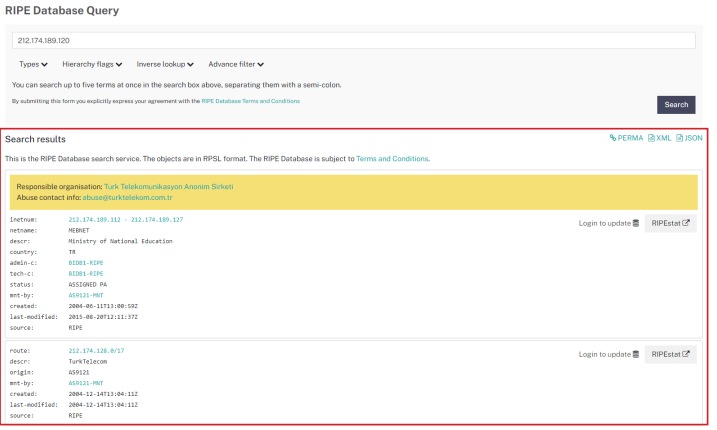 RIPE Database Query
212.174.189.120
Types Hierarchy flags Inverse lookup Advance filter
You can search up to five terms at once in the search box above, separating them with a semi-colon.
By submitting this form you explicitly express your agreement with the RIPE Database Terms and Conditions
Search
Search results
PERMA XML JSON
This is the RIPE Database search service. The objects are in RPSL format. The RIPE Database is subject to Terms and Conditions.
Responsible organisation: Turk Telekomunikasyon Anonim Sirketi
Abuse contact info: abuse@turktelekom.com.tr
inetnum: 212.174.189.112 - 212.174.189.127
Login to update RIPEstat
netname: MEBNET
descr: Ministry of National Education
country: TR
admin-c: BIDB1-RIPE
tech-c: BIDB1-RIPE
status: ASSIGNED PA
mnt-by: AS9121-MNT
created: 2004-06-11T13:00:59Z
last-modified: 2015-08-20T12:11:37Z
source: RIPE
route: 212.174.128.0/17
Login to update RIPEstat
descr: TurkTelecom
origin: AS9121
mnt-by: AS9121-MNT
created: 2004-12-14T13:04:11Z
last-modified: 2004-12-14T13:04:11Z
source: RIPE